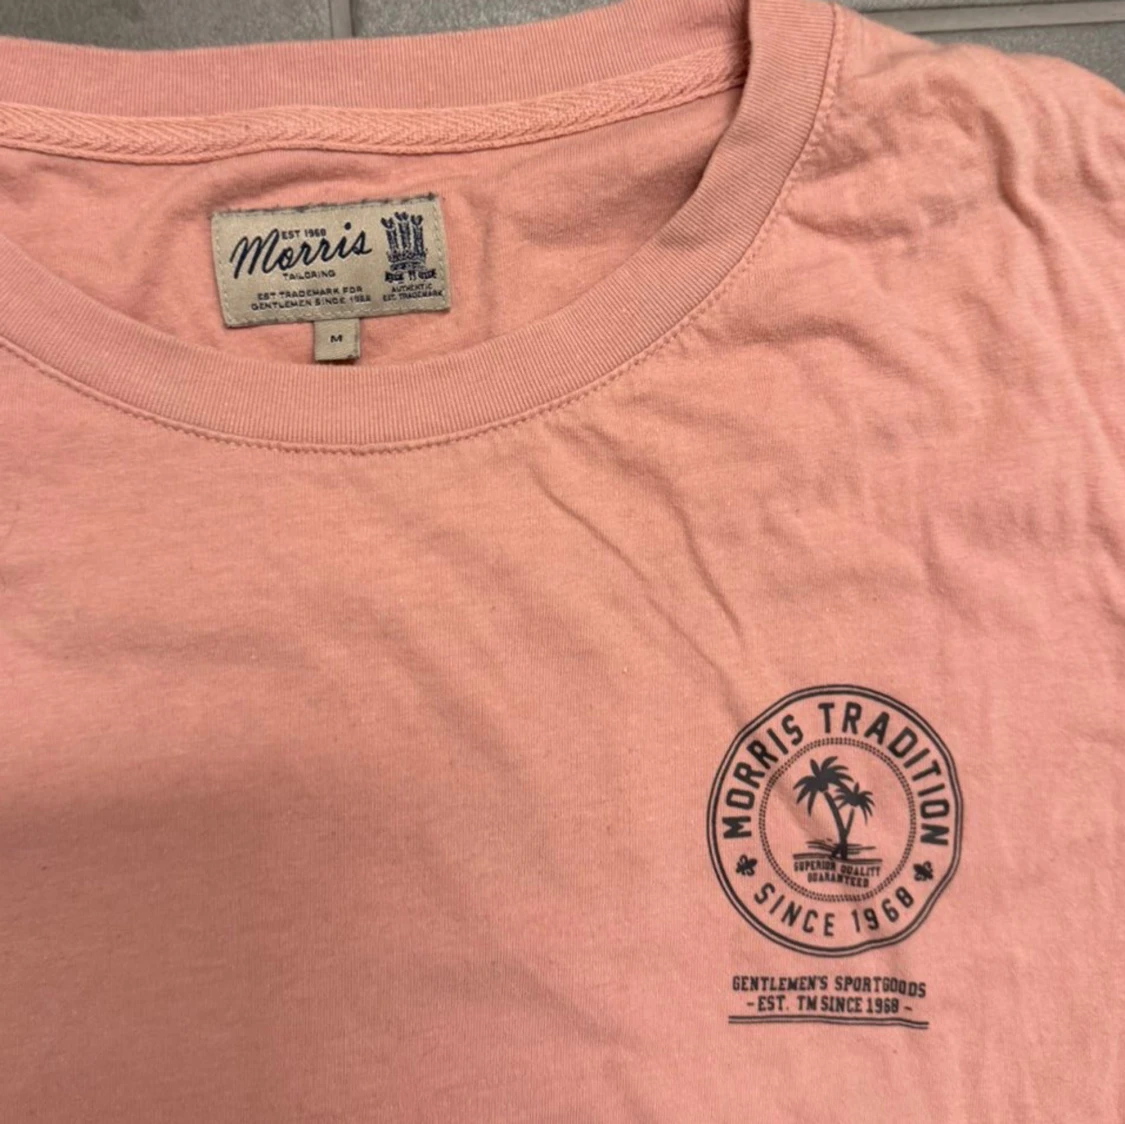 EST 1968
Morris
TAILORING
EST TRADEMARK FOR
GENTLEMEN SINCE 1968
AUTHENTIC
EST. TRADEMARK
M
MORRIS TRADITION
SUPERIOR QUALITY
GUARANTEED
SINCE 1968
GENTLEMEN'S SPORTGOODS
-EST. TM SINCE 1968-